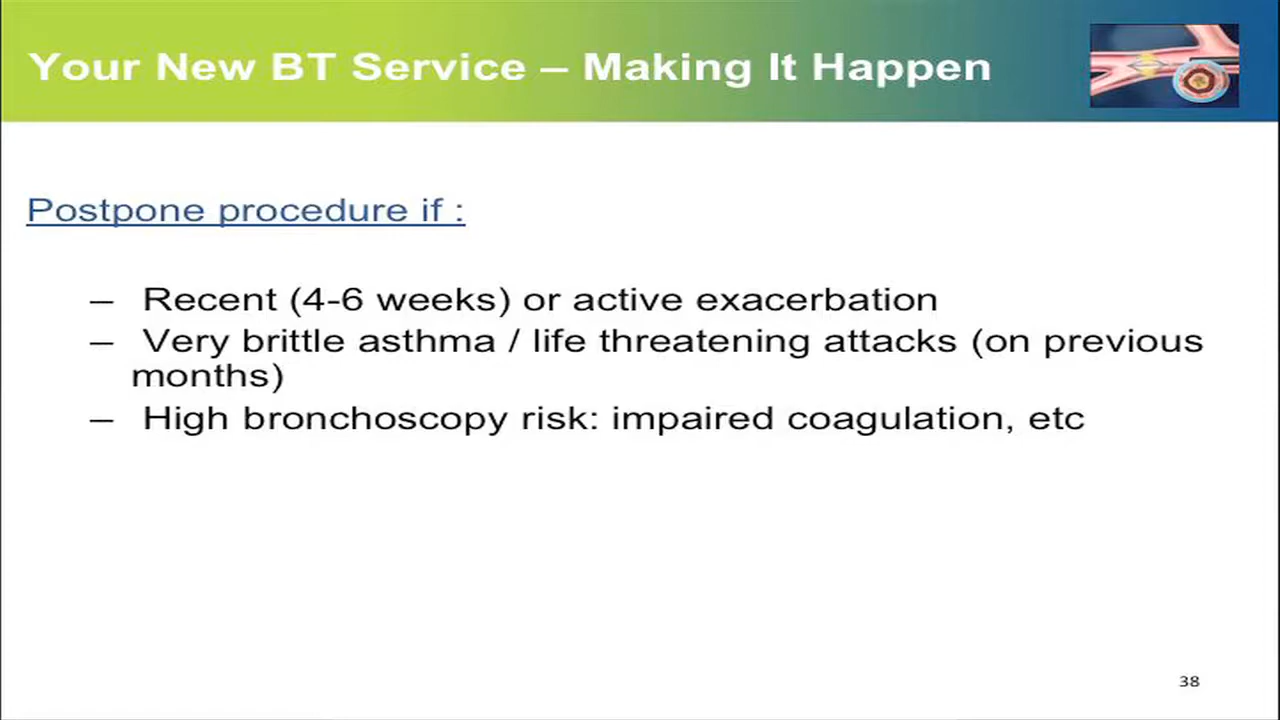 Your New BT Service – Making It Happen
Postpone procedure if :
– Recent (4-6 weeks) or active exacerbation
– Very brittle asthma / life threatening attacks (on previous
months)
– High bronchoscopy risk: impaired coagulation, etc
38